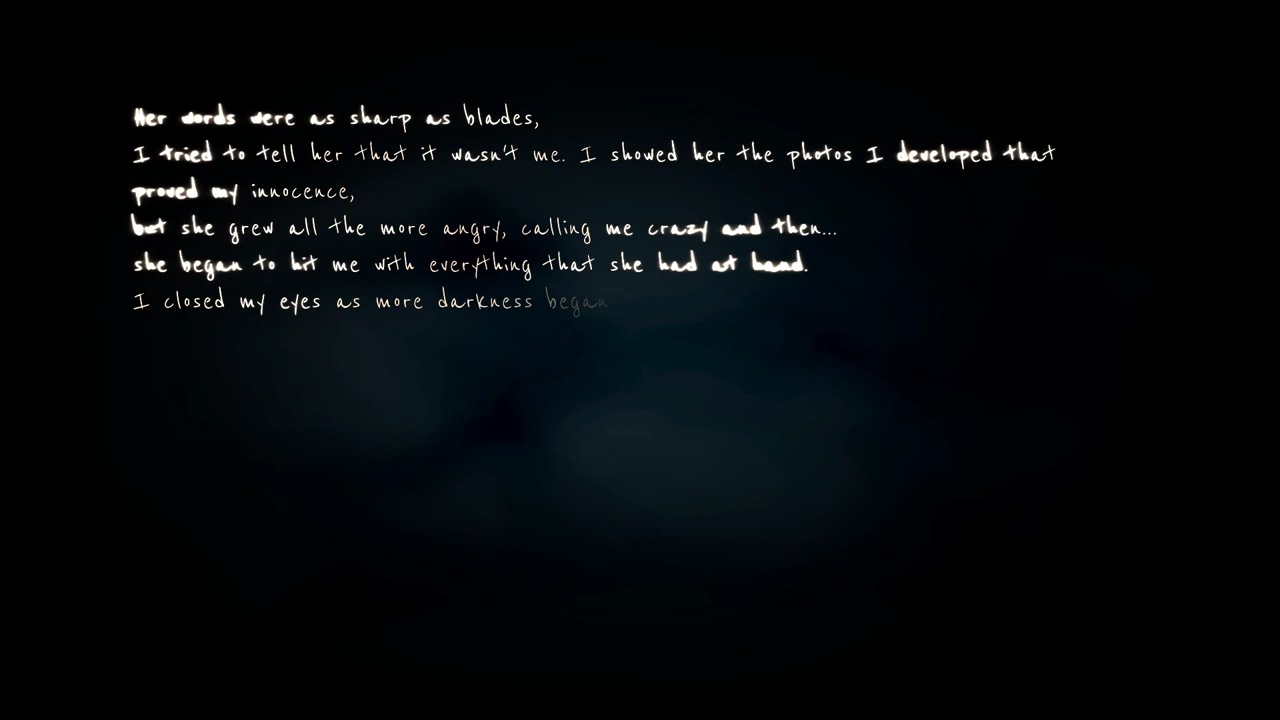 Her words were as sharp as blades,
I tried to tell her that it wasn't me. I showed her the photos I developed that
proved my innocence,
but she grew all the more angry, calling me crazy and then...
she began to hit me with everything that she had at hand.
I closed my eyes as more darkness began